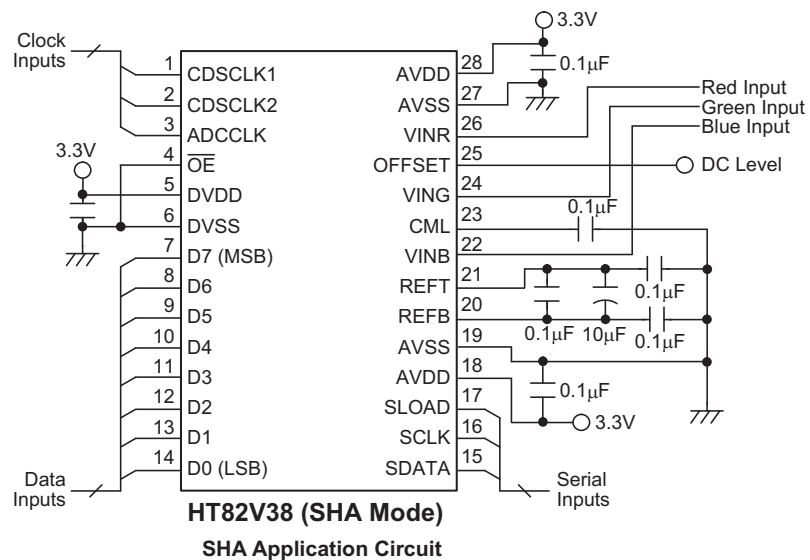 Clock
Inputs
1 CDSCLK1
2 CDSCLK2
3 ADCCLK
3.3V
4 OE
5 DVDD
6 DVSS
7 D7 (MSB)
8 D6
9 D5
10 D4
11 D3
12 D2
13 D1
14 D0 (LSB)
Data
Inputs
3.3V
AVDD 28
0.1μF
AVSS 27
VINR 26
Red Input
Green Input
Blue Input
OFFSET 25
DC Level
VING 24
0.1μF
CML 23
VINB 22
REFT 21
0.1μF
REFB 20
0.1μF 10μF 0.1μF
AVSS 19
AVDD 18
0.1μF
SLOAD 17
3.3V
SCLK 16
SDATA 15
Serial
Inputs
HT82V38 (SHA Mode)
SHA Application Circuit